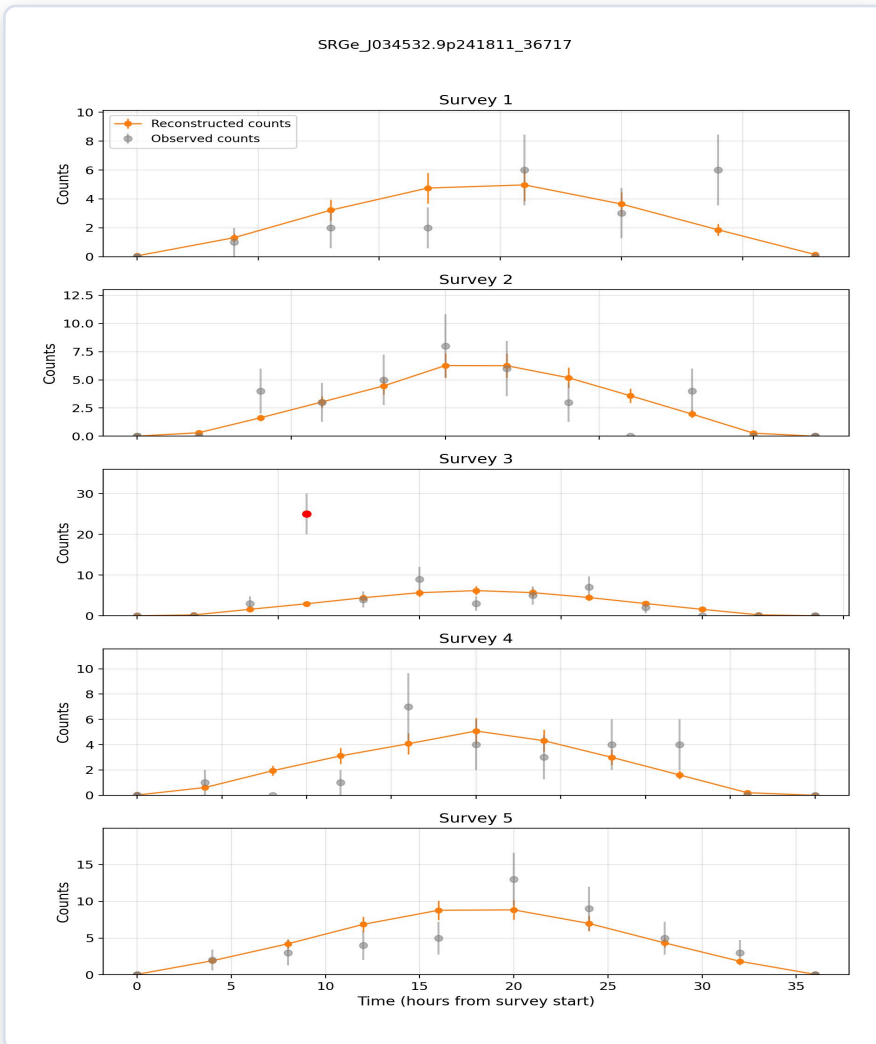 SRGe_J034532.9p241811_36717
Survey 1
10
8
6
4
2
0
Counts
Reconstructed counts
Observed counts
Survey 2
12.5
10.0
7.5
5.0
2.5
0.0
Counts
Survey 3
30
20
10
0
Counts
Survey 4
10
8
6
4
2
0
Counts
Survey 5
15
10
5
0
Counts
0 5 10 15 20 25 30 35
Time (hours from survey start)